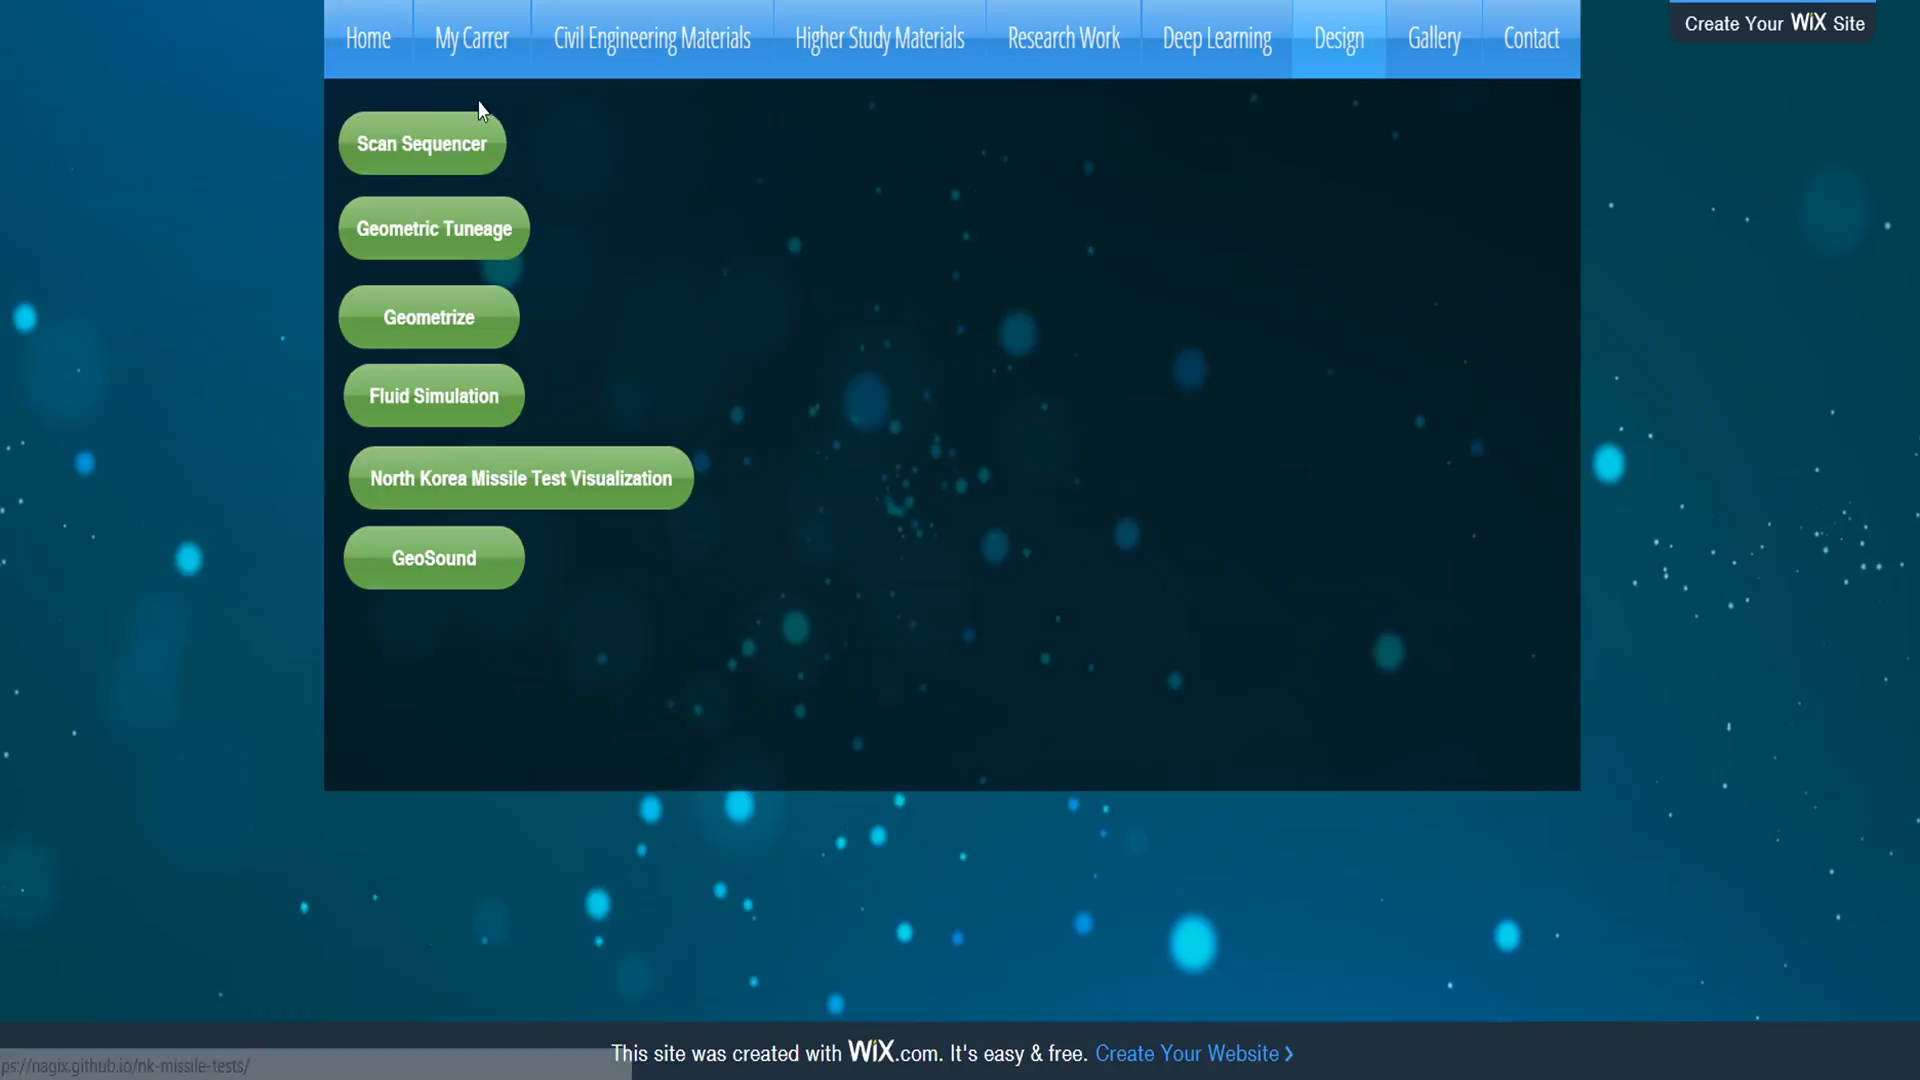 Home My Carrer Civil Engineering Materials Higher Study Materials Research Work Deep Learning Design Gallery Contact
Create Your WiX Site
Scan Sequencer
Geometric Tuneage
Geometrize
Fluid Simulation
North Korea Missile Test Visualization
GeoSound
This site was created with WiX.com. It's easy & free. Create Your Website >
ps://nagix.github.io/nk-missile-tests/